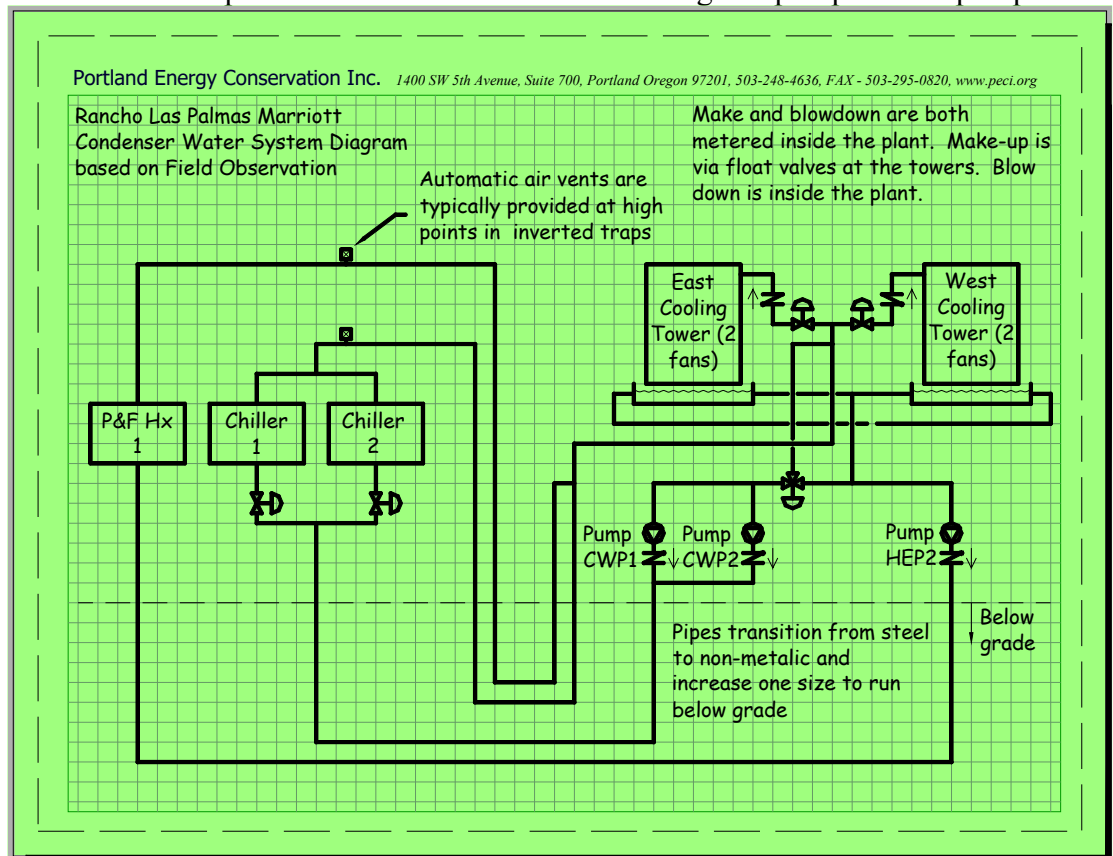 Portland Energy Conservation Inc. 1400 SW 5th Avenue, Suite 700, Portland Oregon 97201, 503-248-4636, FAX - 503-295-0820, www.peci.org
Rancho Las Palmas Marriott
Condenser Water System Diagram
based on Field Observation
Make and blowdown are both
metered inside the plant. Make-up is
via float valves at the towers. Blow
down is inside the plant.
Automatic air vents are
typically provided at high
points in inverted traps
East
Cooling
Tower (2
fans)
West
Cooling
Tower (2
fans)
P&F Hx
1
Chiller
1
Chiller
2
Pump
CWP1
Pump
CWP2
Pump
HEP2
Below
grade
Pipes transition from steel
to non-metalic and
increase one size to run
below grade